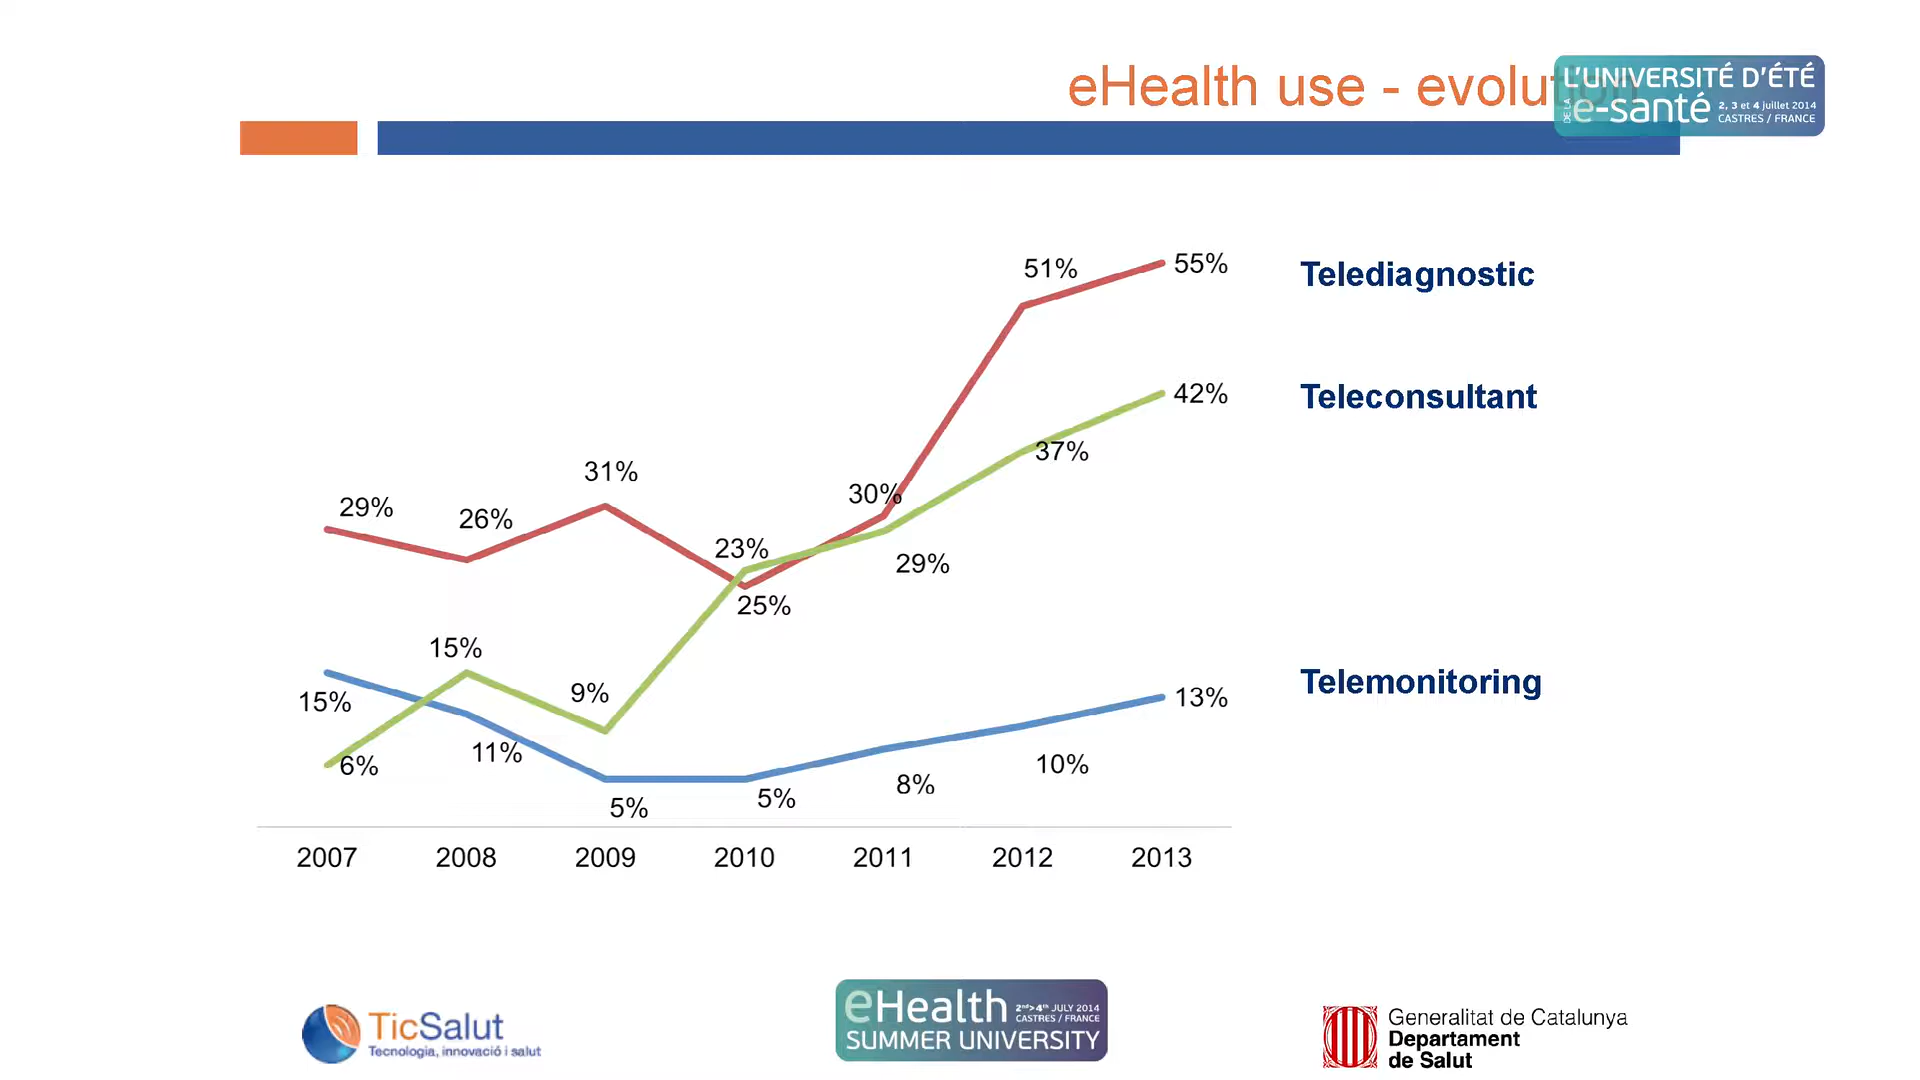 eHealth use - evolution
L'UNIVERSITÉ D'ÉTÉ
DE LA e-santé 2, 3 et 4 juillet 2014
CASTRES / FRANCE
51%
55%
Telediagnostic
42%
Teleconsultant
37%
31%
30%
29%
26%
23%
29%
25%
15%
9%
Telemonitoring
15%
13%
11%
6%
10%
8%
5%
5%
2007 2008 2009 2010 2011 2012 2013
TicSalut
Tecnologia, innovació i salut
eHealth 2nd>4th JULY 2014
CASTRES / FRANCE
SUMMER UNIVERSITY
Generalitat de Catalunya
Departament
de Salut